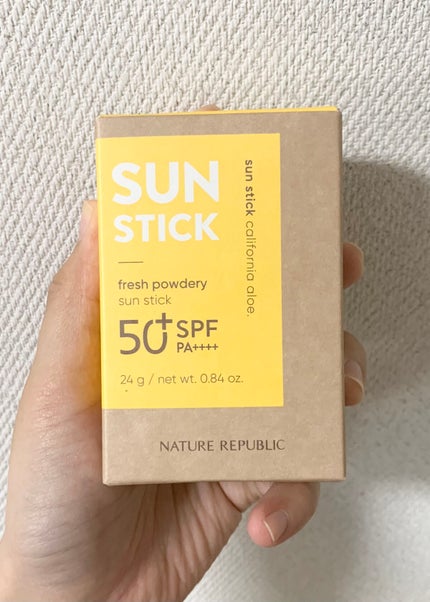 SUN
STICK
sun stick california aloe.
fresh powdery
sun stick
50+ SPF
PA++++
24 g / net wt. 0.84 oz.
NATURE REPUBLIC